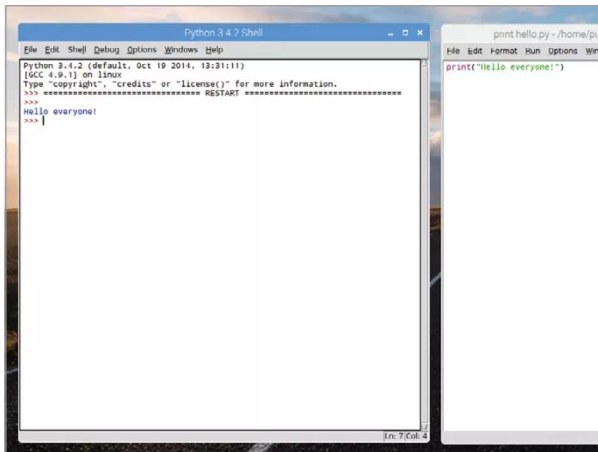 Python 3.4.2 Shell
File Edit Shell Debug Options Windows Help
Python 3.4.2 (default, Oct 19 2014, 13:31:11)
[GCC 4.9.1] on linux
Type "copyright", "credits" or "license()" for more information.
>>> ================================ RESTART ================================
>>>
Hello everyone!
>>>
Ln: 7 Col: 4
print hello.py - /home/pi
File Edit Format Run Options Win
print("Hello everyone!")